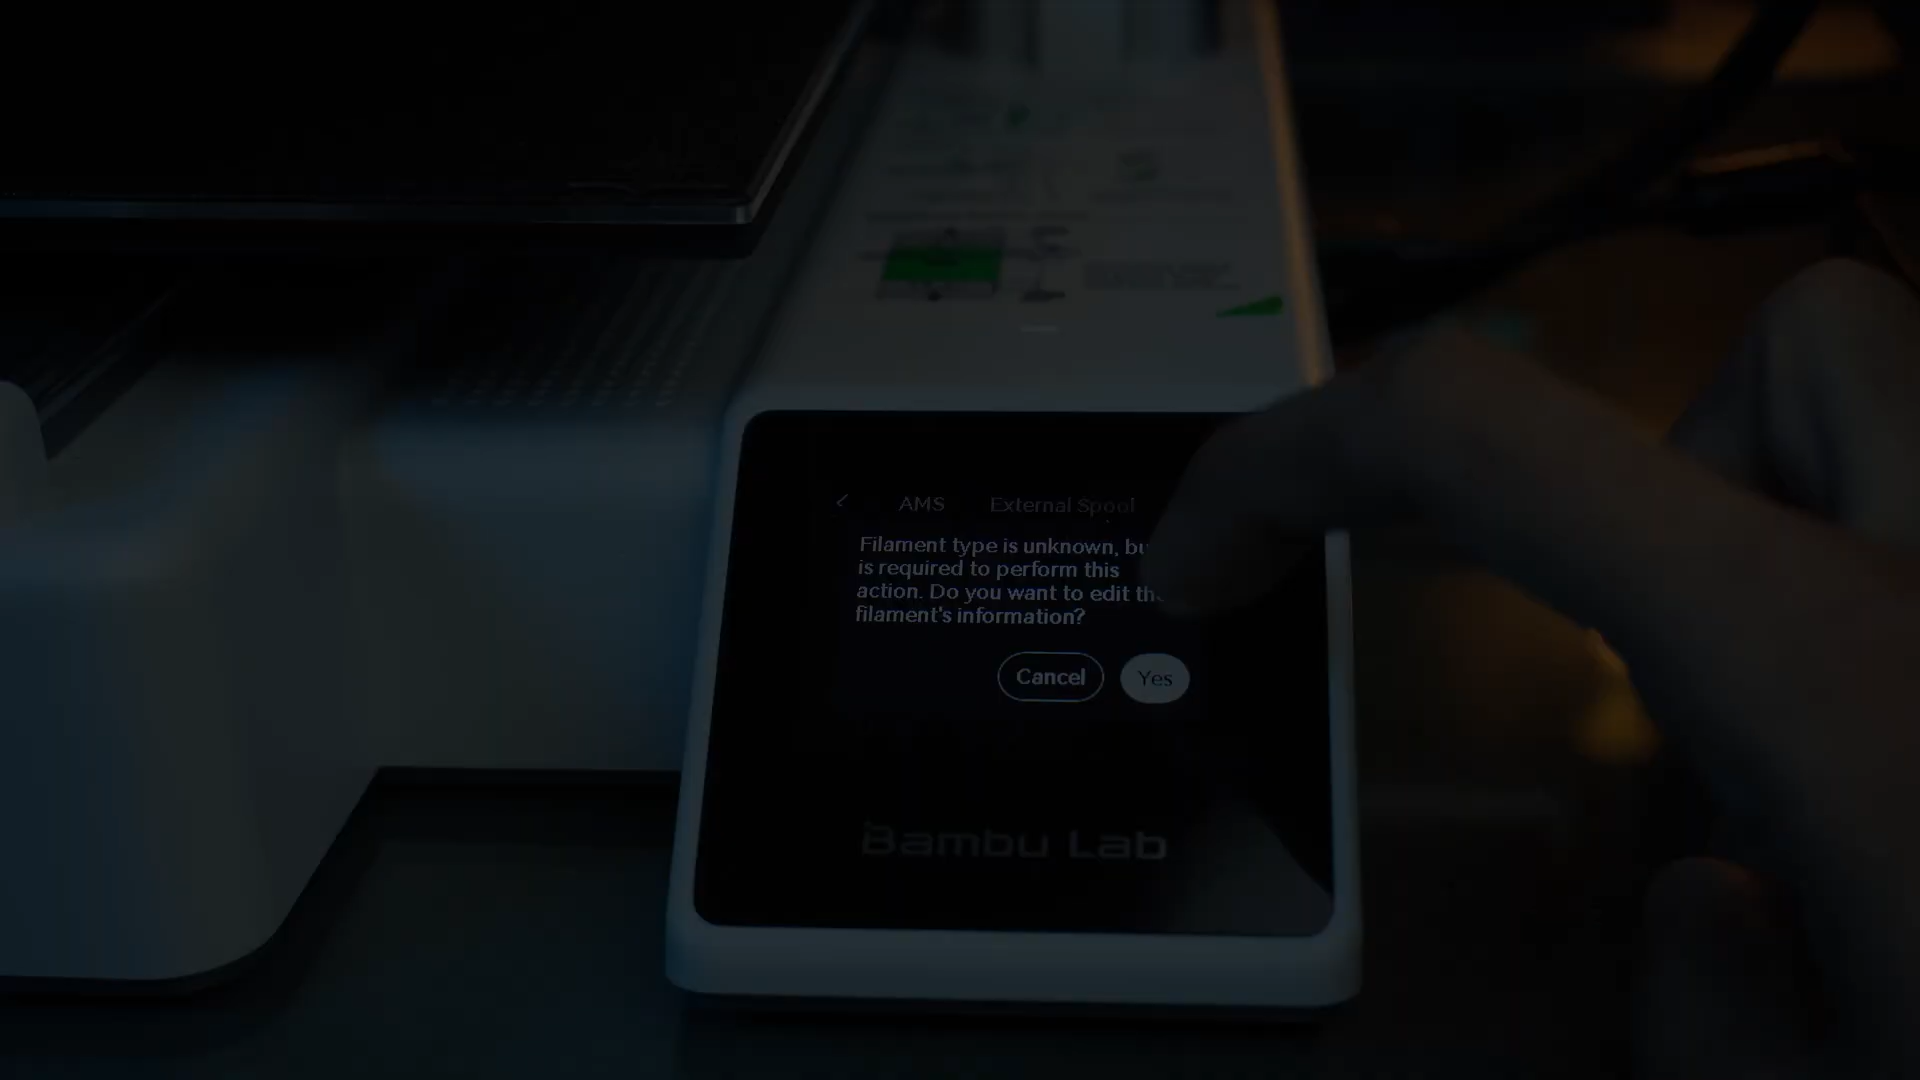 AMS External Spool
Filament type is unknown, bu
is required to perform this
action. Do you want to edit the
filament's information?
Cancel Yes
Bambu Lab